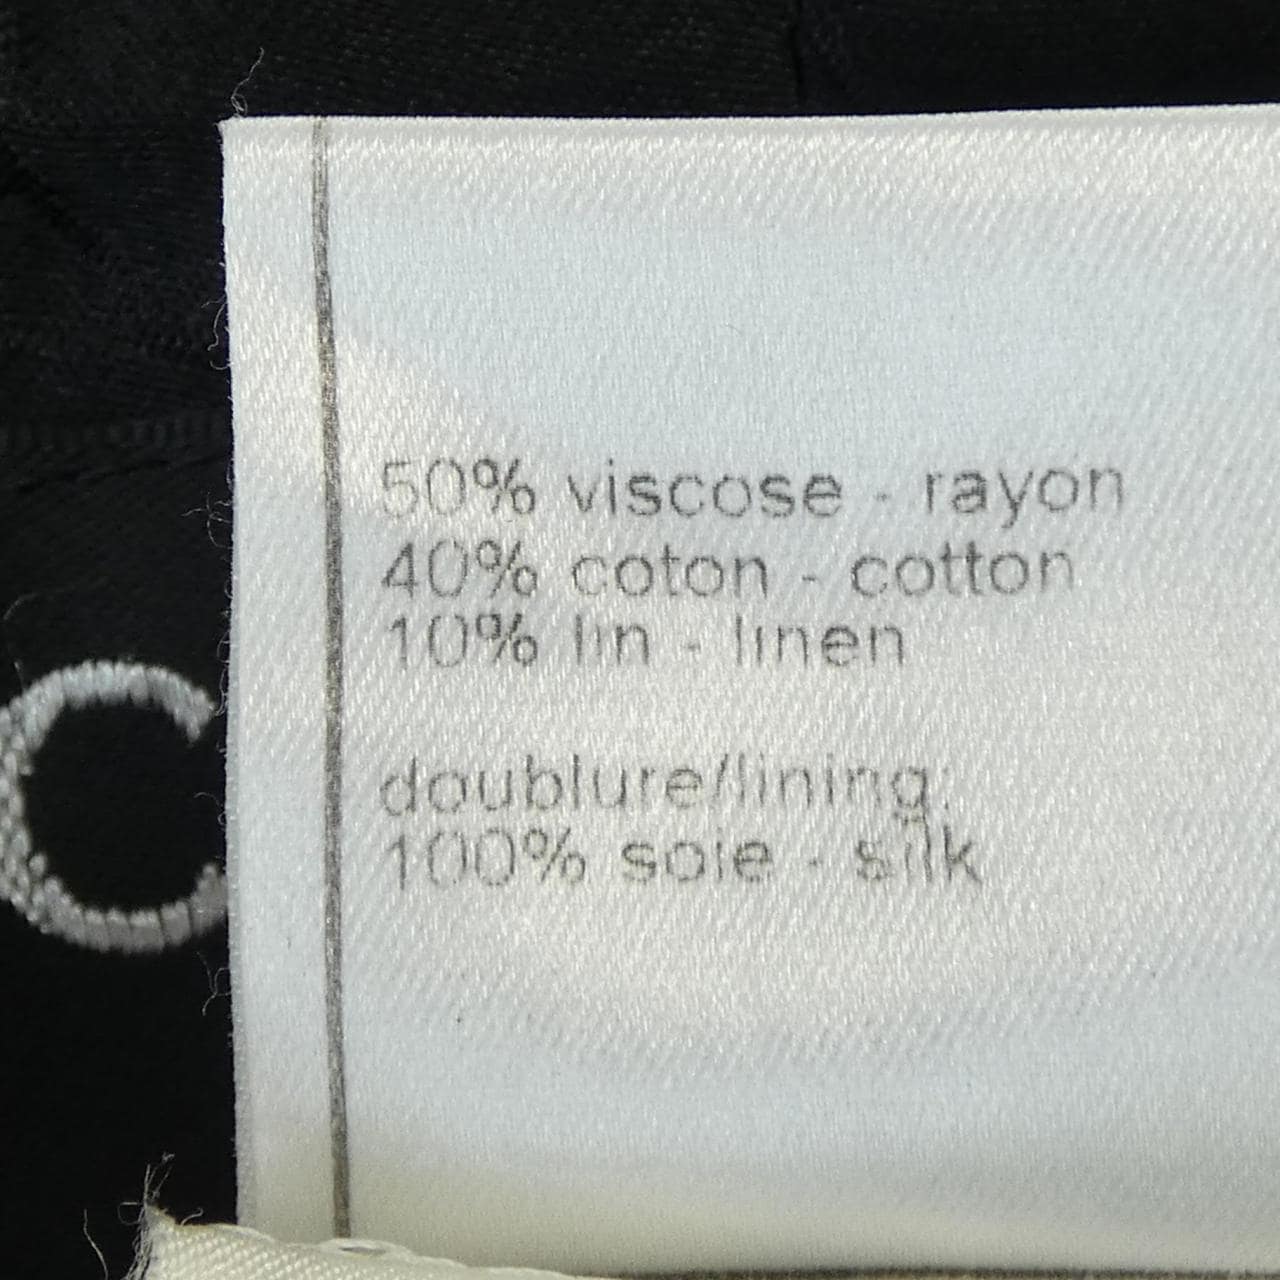 50% viscose - rayon
40% coton - cotton
10% lin - linen
doublure/lining:
100% soie - silk
C